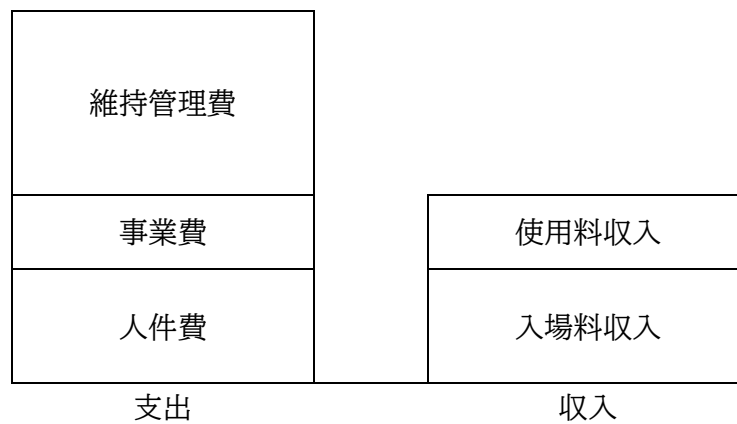 維持管理費
事業費
使用料収入
人件費
入場料収入
支出
収入